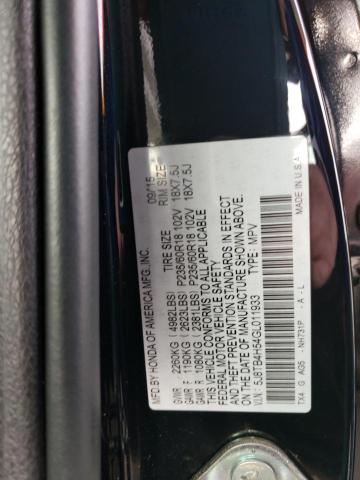 MFD. BY HONDA OF AMERICA MFG., INC. 09/15
TIRE SIZE RIM SIZE
GVWR 2260KG (4982LBS)
GAWR F 1190KG (2623LBS) P235/60R18 102V 18X7.5J
GAWR R 1080KG (2381LBS) P235/60R18 102V 18X7.5J
THIS VEHICLE CONFORMS TO ALL APPLICABLE
FEDERAL MOTOR VEHICLE SAFETY
BUMPER, AND THEFT PREVENTION STANDARDS IN EFFECT
ON THE DATE OF MANUFACTURE SHOWN ABOVE.
V.I.N.: 5J8TB4H54GL011933 TYPE: MPV
TX4 G AG5 - NH731P A - L MADE IN U.S.A